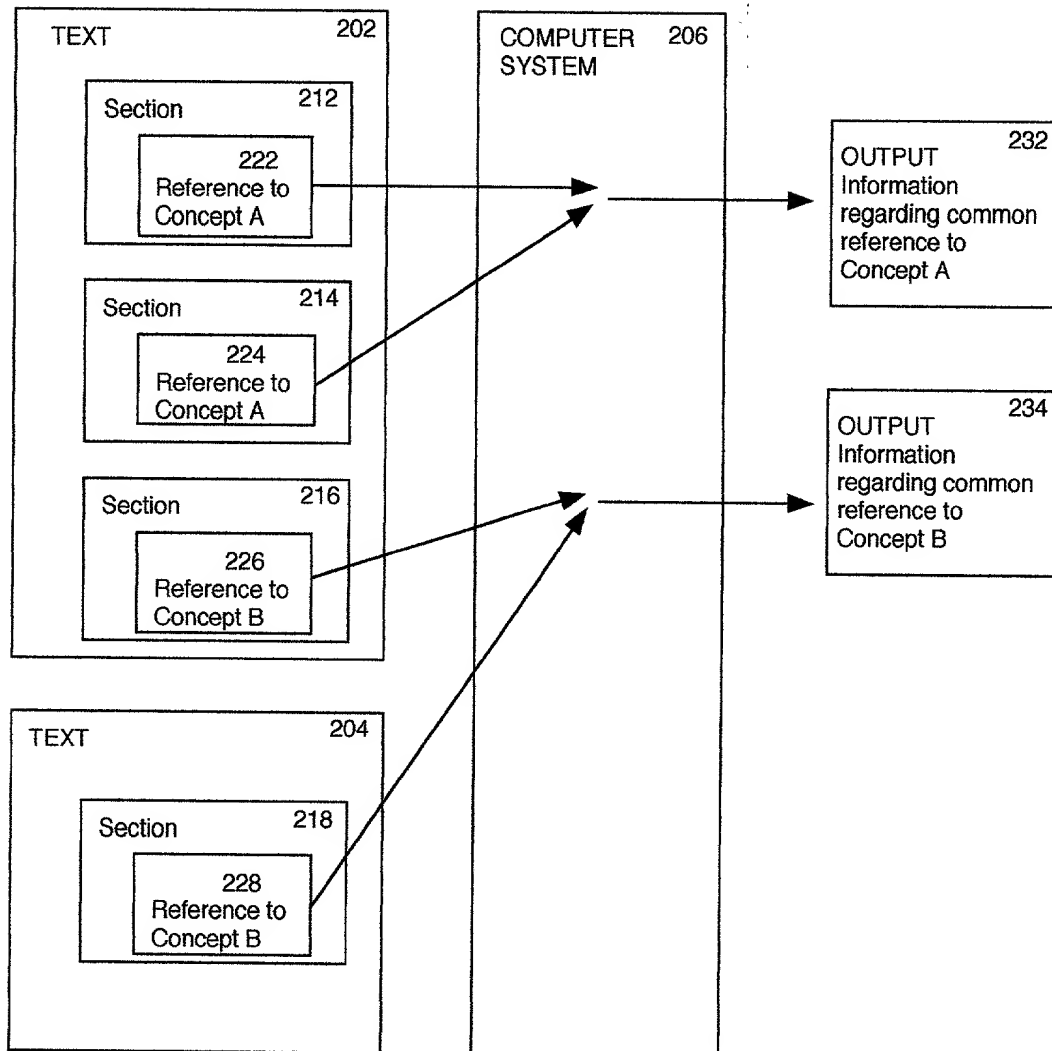 TEXT 202
Section 212
222
Reference to
Concept A
Section 214
224
Reference to
Concept A
Section 216
226
Reference to
Concept B
TEXT 204
Section 218
228
Reference to
Concept B
COMPUTER 206
SYSTEM
232
OUTPUT
Information
regarding common
reference to
Concept A
234
OUTPUT
Information
regarding common
reference to
Concept B